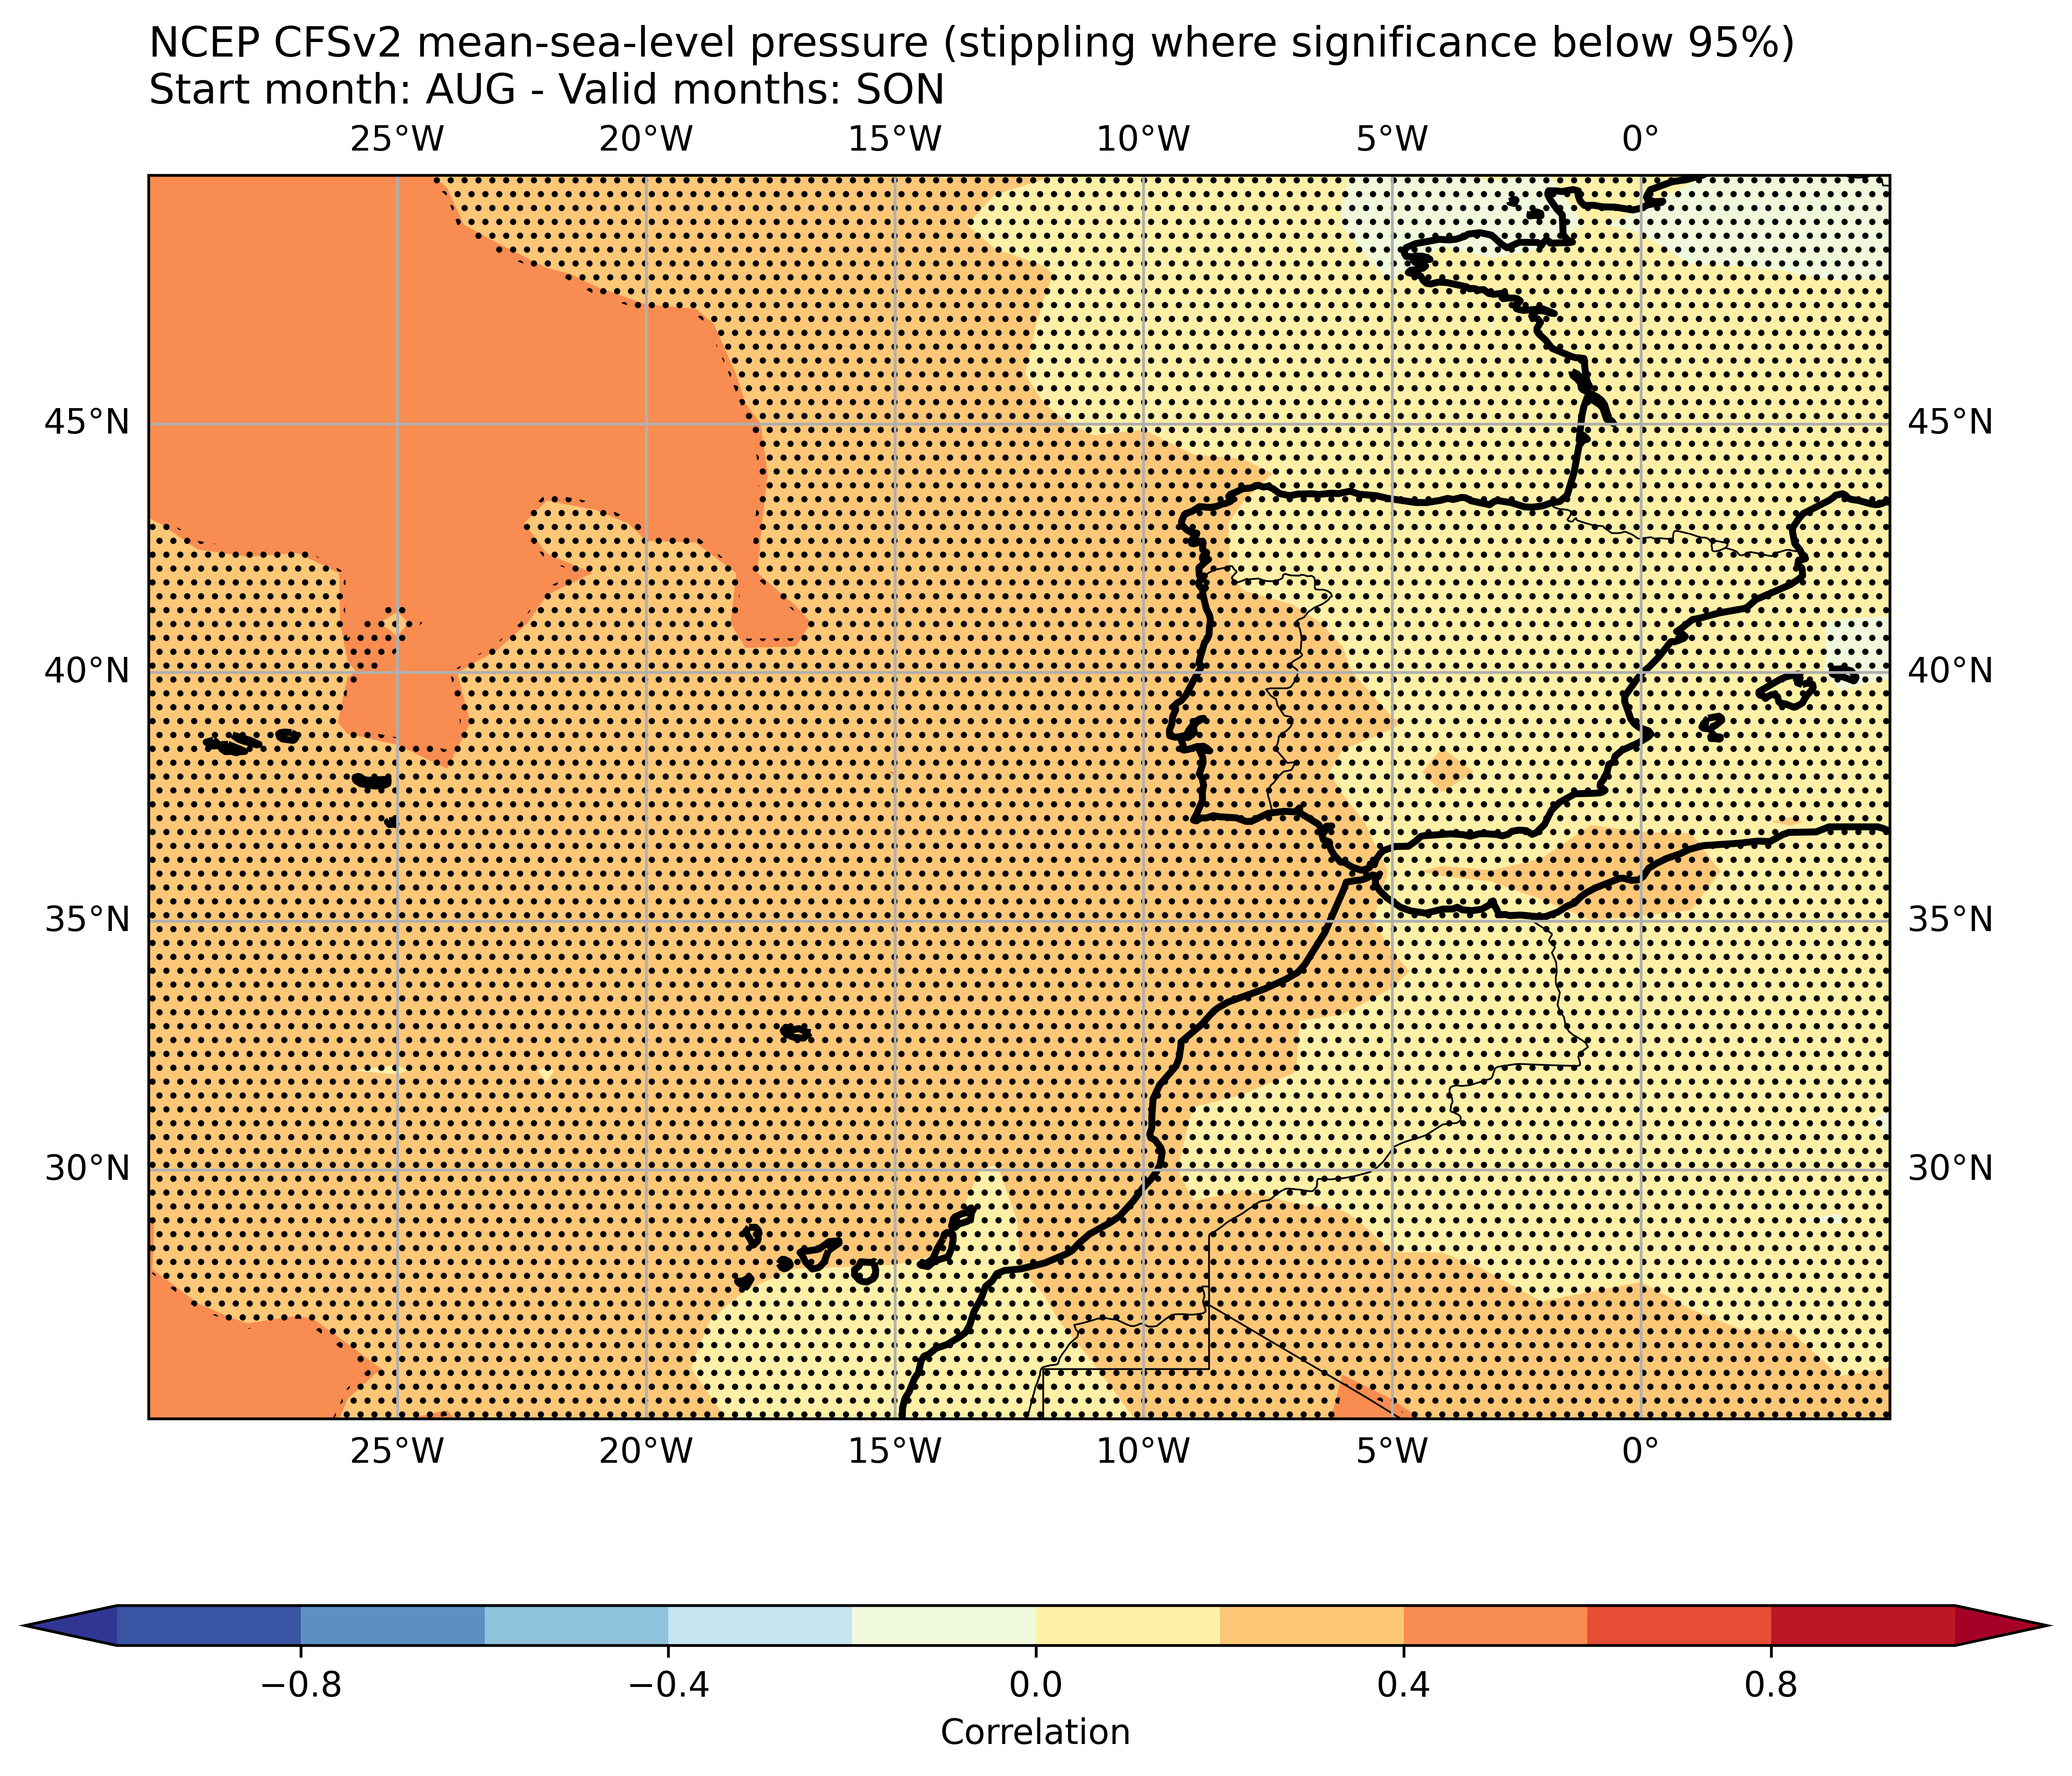 NCEP CFSv2 mean-sea-level pressure (stippling where significance below 95%)
Start month: AUG - Valid months: SON
25°W 20°W 15°W 10°W 5°W 0°
45°N 45°N
40°N 40°N
35°N 35°N
30°N 30°N
25°W 20°W 15°W 10°W 5°W 0°
−0.8 −0.4 0.0 0.4 0.8
Correlation